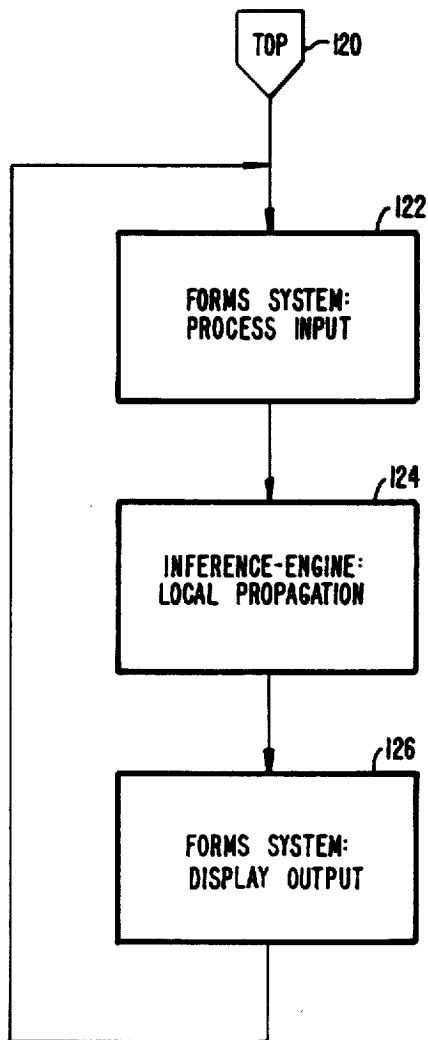 TOP
120
122
FORMS SYSTEM:
PROCESS INPUT
124
INFERENCE-ENGINE:
LOCAL PROPAGATION
126
FORMS SYSTEM:
DISPLAY OUTPUT